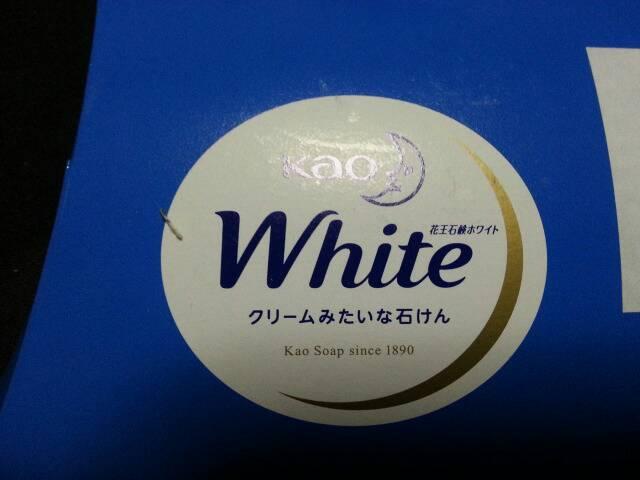 Kao
White
花王石鹸ホワイト
クリームみたいな石けん
Kao Soap since 1890